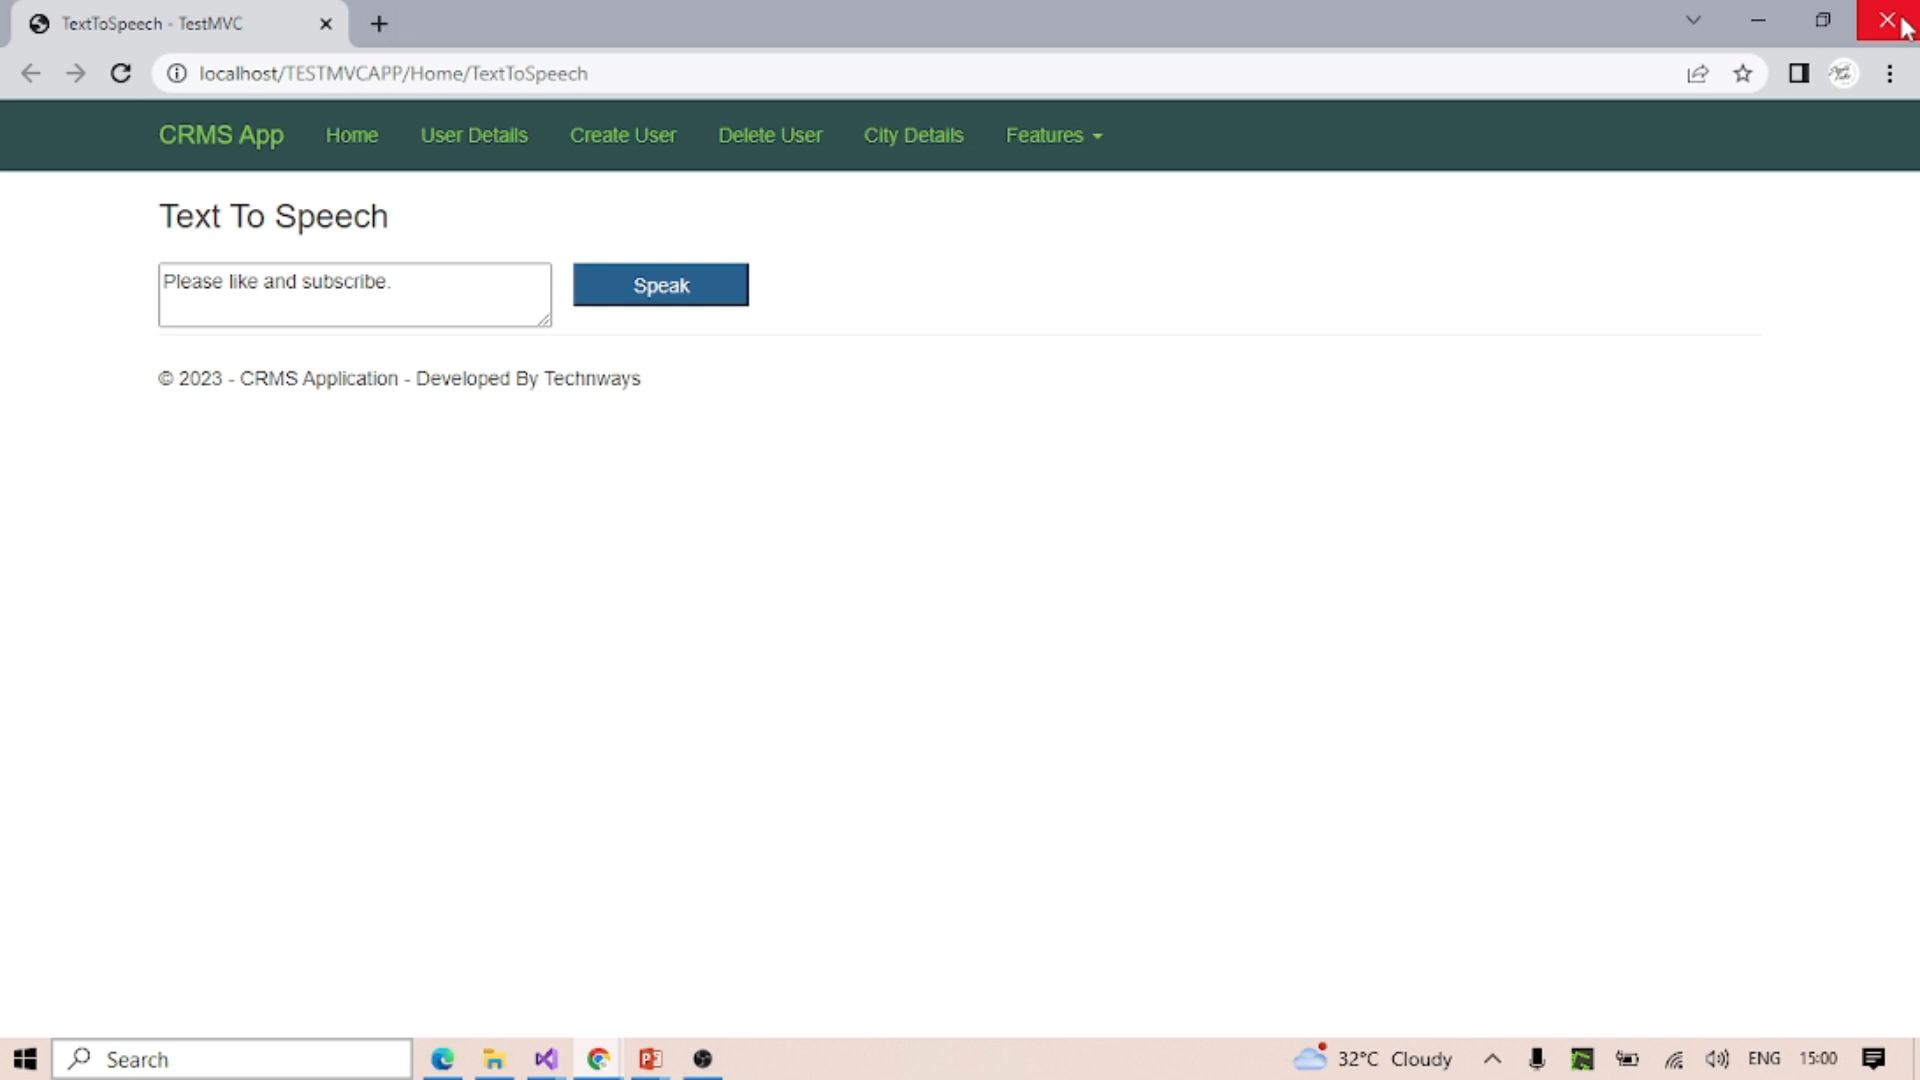 TextToSpeech - TestMVC
localhost/TESTMVCAPP/Home/TextToSpeech
CRMS App Home User Details Create User Delete User City Details Features
Text To Speech
Please like and subscribe.
Speak
© 2023 - CRMS Application - Developed By Technways
Search
32°C Cloudy
ENG
15:00